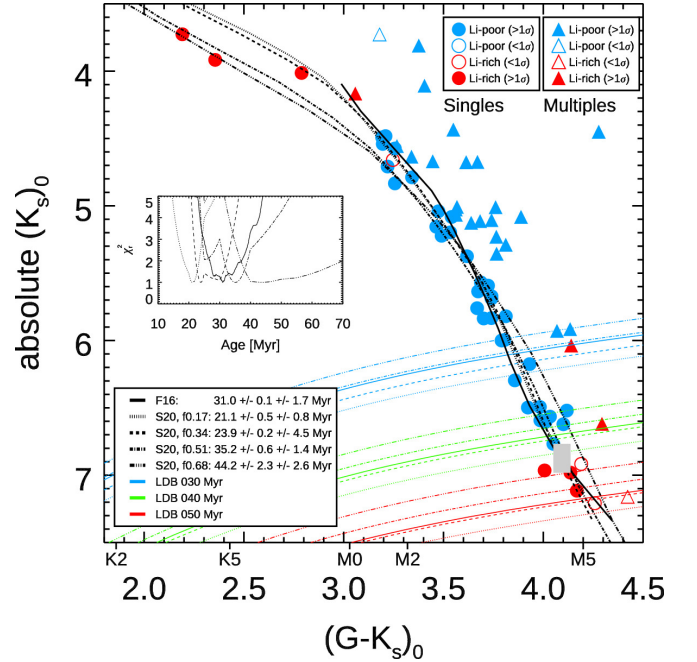 Li-poor (>1σ)
Li-poor (<1σ)
Li-rich (<1σ)
Li-rich (>1σ)
Singles
Li-poor (>1σ)
Li-poor (<1σ)
Li-rich (<1σ)
Li-rich (>1σ)
Multiples
4
5
6
7
absolute (Ks)0
5
4
3
2
1
0
χ²r
10 20 30 40 50 60 70
Age [Myr]
F16: 31.0 +/- 0.1 +/- 1.7 Myr
S20, f0.17: 21.1 +/- 0.5 +/- 0.8 Myr
S20, f0.34: 23.9 +/- 0.2 +/- 4.5 Myr
S20, f0.51: 35.2 +/- 0.6 +/- 1.4 Myr
S20, f0.68: 44.2 +/- 2.3 +/- 2.6 Myr
LDB 030 Myr
LDB 040 Myr
LDB 050 Myr
K2 K5 M0 M2 M5
2.0 2.5 3.0 3.5 4.0 4.5
(G-Ks)0